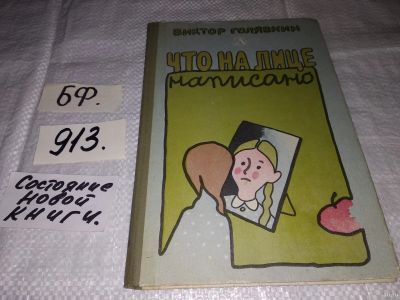 БФ.
913.
Состояние
новой
книги.
ВИКТОР ГОЛЯВКИН
ЧТО НА ЛИЦЕ
написано